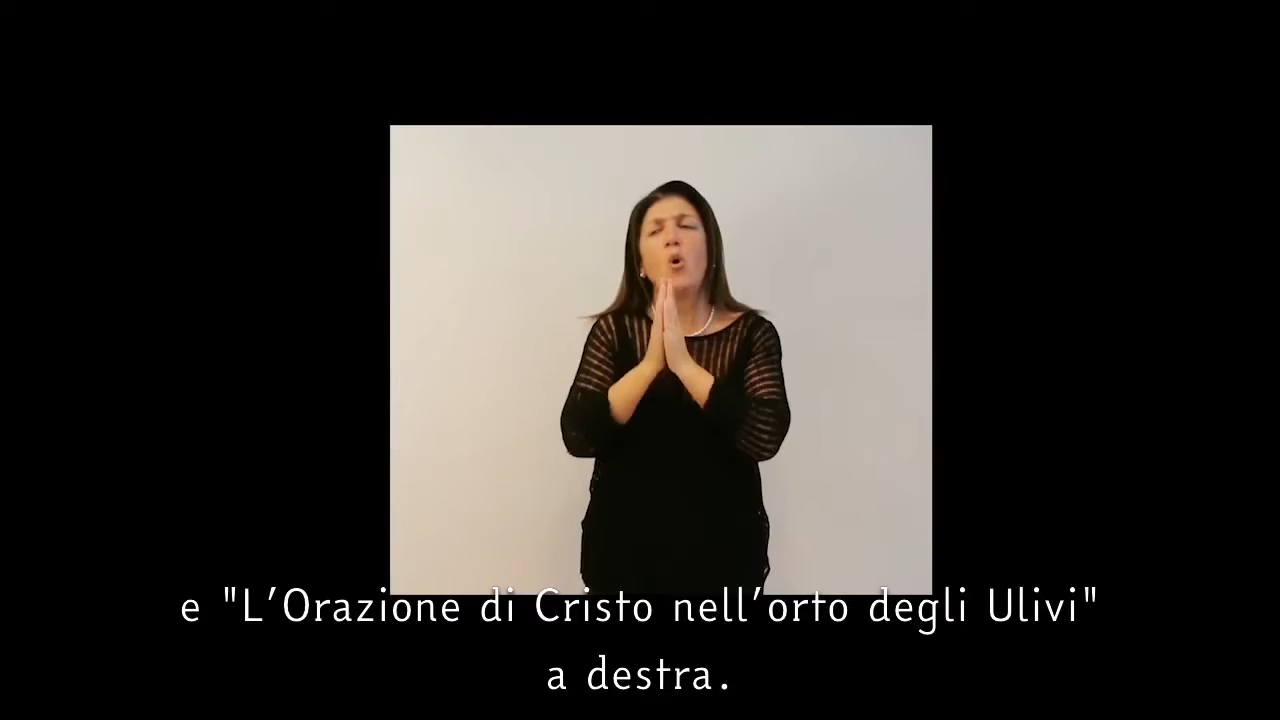 e "L’Orazione di Cristo nell’orto degli Ulivi"
a destra.